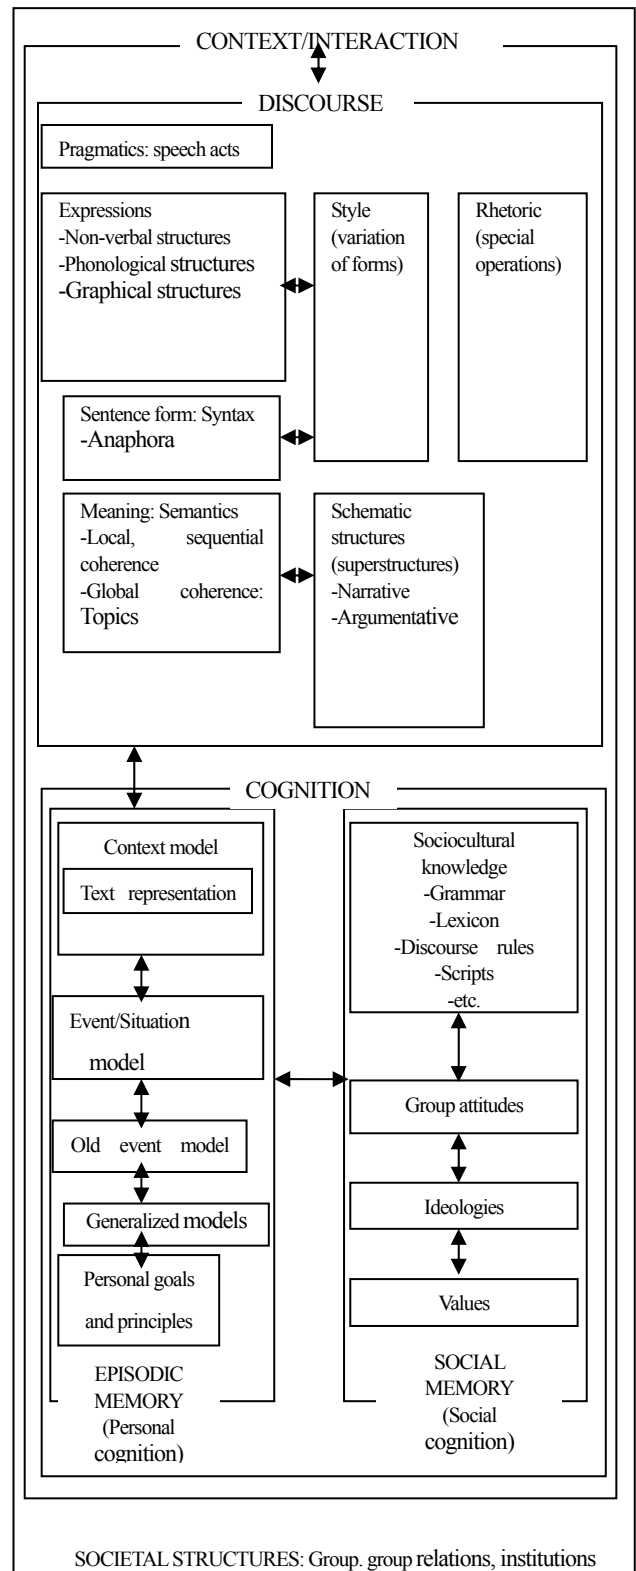 CONTEXT/INTERACTION
DISCOURSE
Pragmatics: speech acts
Expressions
-Non-verbal structures
-Phonological structures
-Graphical structures
Style
(variation
of forms)
Rhetoric
(special
operations)
Sentence form: Syntax
-Anaphora
Meaning: Semantics
-Local, sequential
coherence
-Global coherence:
Topics
Schematic
structures
(superstructures)
-Narrative
-Argumentative
COGNITION
Context model
Text representation
Event/Situation
model
Old event model
Generalized models
Personal goals
and principles
EPISODIC
MEMORY
(Personal
cognition)
Sociocultural
knowledge
-Grammar
-Lexicon
-Discourse rules
-Scripts
-etc.
Group attitudes
Ideologies
Values
SOCIAL
MEMORY
(Social
cognition)
SOCIETAL STRUCTURES: Group. group relations, institutions